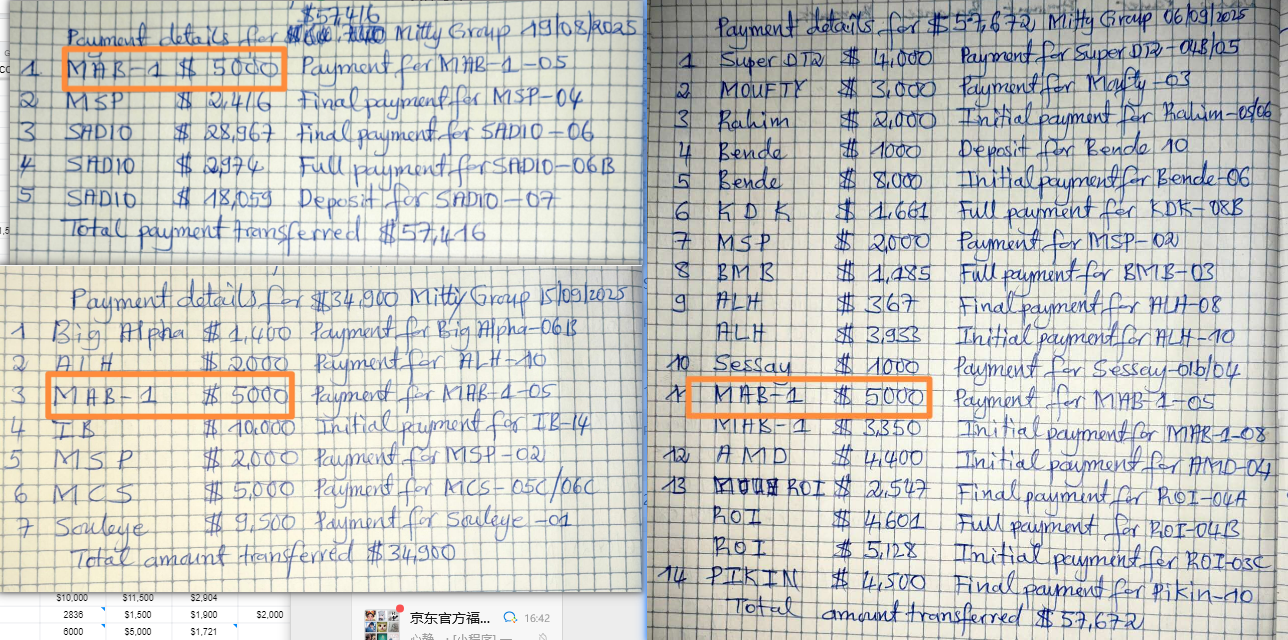 $57,416
Payment details for Mitty Group 19/08/2025
1 MAB-1 $ 5000 Payment for MAB-1-05
2 MSP $ 2,416 Final payment for MSP-04
3 SADIO $ 28,967 Final payment for SADIO-06
4 SADIO $ 2,974 Full payment for SADIO-06B
5 SADIO $ 18,059 Deposit for SADIO-07
Total payment transferred $57,416
Payment details for $34,900 Mitty Group 15/09/2025
1 Big Alpha $ 1,400 Payment for Big Alpha-06B
2 ALH $ 2000 Payment for ALH-10
3 MAB-1 $ 5000 Payment for MAB-1-05
4 IB $ 10,000 Initial payment for IB-14
5 MSP $ 2,000 Payment for MSP-02
6 MCS $ 5,000 Payment for MCS-05C/06C
7 Souleye $ 9,500 Payment for Souleye-01
Total amount transferred $34,900
$10,000 $11,500 $2,904
2836 $1,500 $1,900 $2,000
6000 $5,000 $1,721
京东官方福... 16:42
Payment details for $57,672 Mitty Group 06/09/2025
1 Super DT2 $ 4,000 Payment for Super DT2-04B/05
2 MOUFTY $ 3,000 Payment for Moufty-03
3 Rahim $ 2,000 Initial payment for Rahim-05/06
4 Bende $ 1000 Deposit for Bende 10
5 Bende $ 8,000 Initial payment for Bende-06
6 KDK $ 1,661 Full payment for KDK-08B
7 MSP $ 2,000 Payment for MSP-02
8 BMB $ 1,485 Full payment for BMB-03
9 ALH $ 367 Final payment for ALH-08
ALH $ 3,933 Initial payment for ALH-10
10 Sessay $ 1000 Payment for Sessay-01b/04
11 MAB-1 $ 5000 Payment for MAB-1-05
MAB-1 $ 3,350 Initial payment for MAB-1-08
12 AMD $ 4,400 Initial payment for AMD-04
13 ROI $ 2,547 Final payment for ROI-04A
ROI $ 4,601 Full payment for ROI-04B
ROI $ 5,128 Initial payment for ROI-03C
14 PIKIN $ 4,500 Final payment for Pikin-10
Total amount transferred $57,672